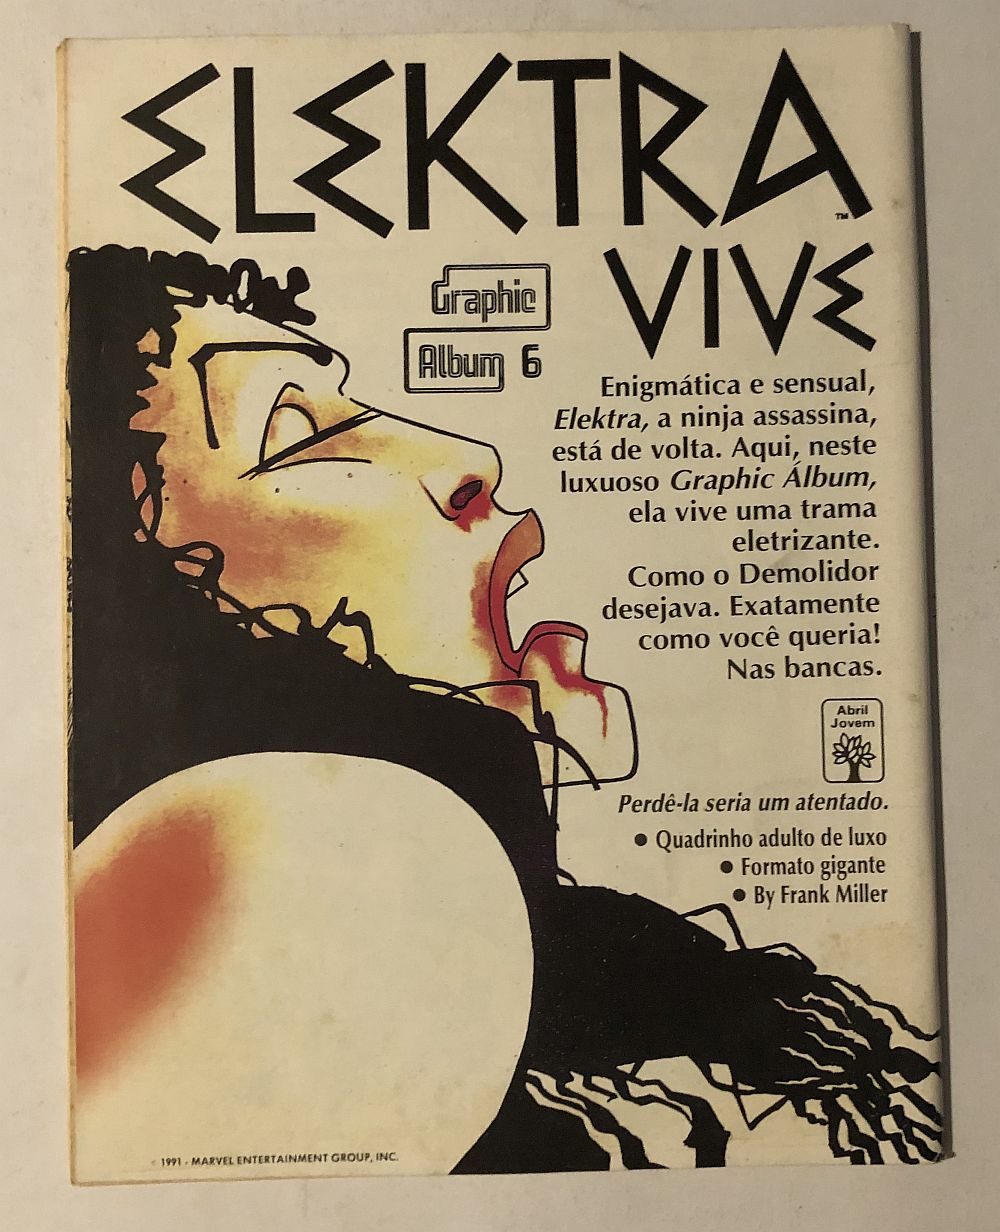 ELEKTRA
TM
VIVE
Graphic
Album 6
Enigmática e sensual,
Elektra, a ninja assassina,
está de volta. Aqui, neste
luxuoso Graphic Álbum,
ela vive uma trama
eletrizante.
Como o Demolidor
desejava. Exatamente
como você queria!
Nas bancas.
Abril
Jovem
Perdê-la seria um atentado.
● Quadrinho adulto de luxo
● Formato gigante
● By Frank Miller
© 1991 - MARVEL ENTERTAINMENT GROUP, INC.